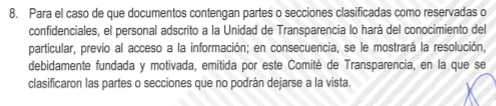 8. Para el caso de que documentos contengan partes o secciones clasificadas como reservadas o
confidenciales, el personal adscrito a la Unidad de Transparencia lo hará del conocimiento del
particular, previo al acceso a la información; en consecuencia, se le mostrará la resolución,
debidamente fundada y motivada, emitida por este Comité de Transparencia, en la que se
clasificaron las partes o secciones que no podrán dejarse a la vista.